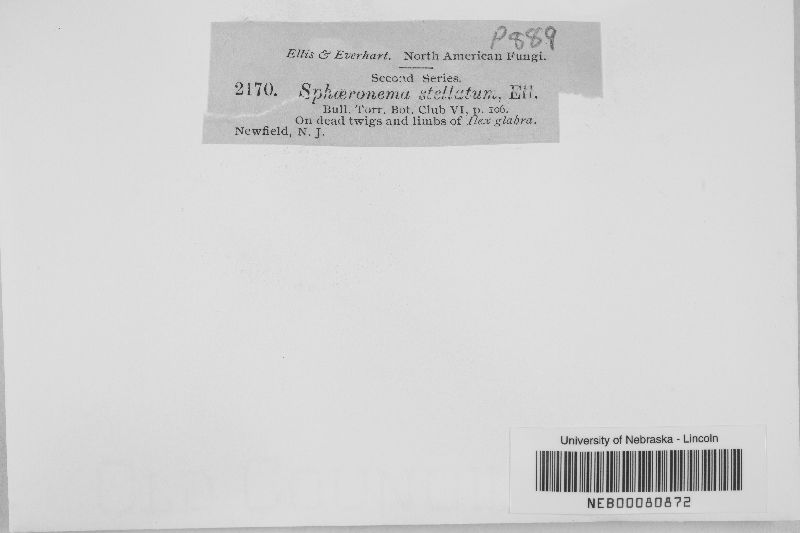 P889
Ellis & Everhart. North American Fungi.
Second Series.
2170. Sphæronema stellatum, Ell.
Bull. Torr. Bot. Club VI, p. 106.
On dead twigs and limbs of Ilex glabra.
Newfield, N. J.
University of Nebraska - Lincoln
NEB00080872